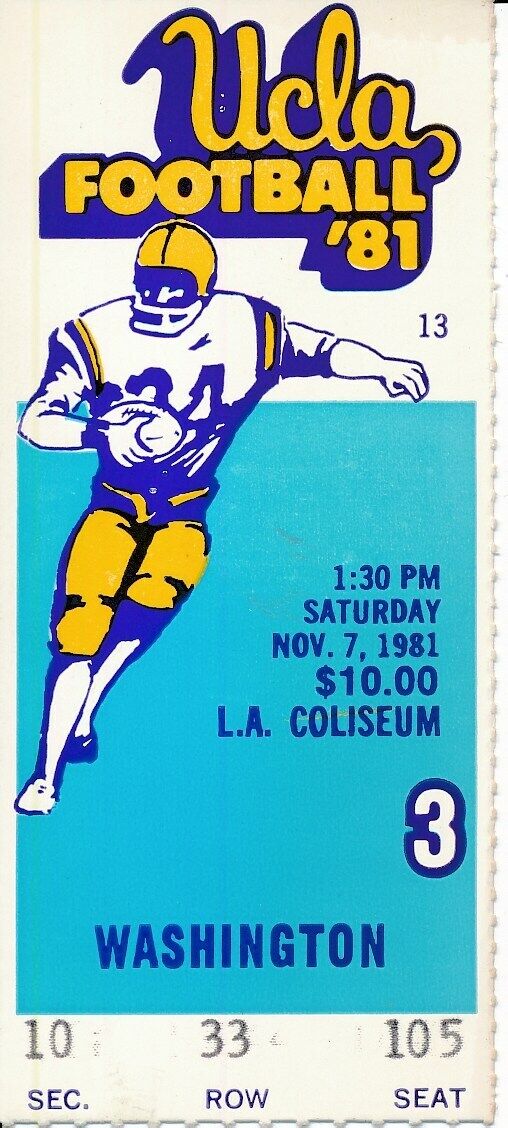 Ucla
FOOTBALL
'81
13
24
1:30 PM
SATURDAY
NOV. 7, 1981
$10.00
L.A. COLISEUM
3
WASHINGTON
10 33 105
SEC. ROW SEAT